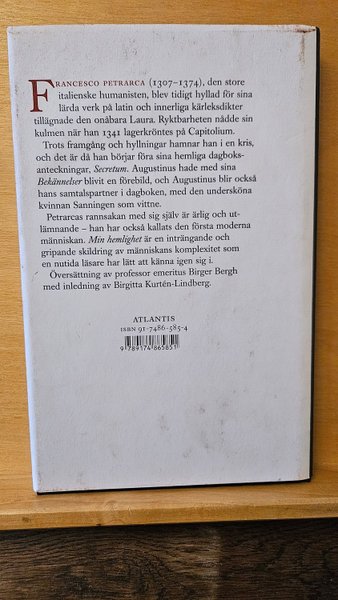 FRANCESCO PETRARCA (1307–1374), den store
italienske humanisten, blev tidigt hyllad för sina
lärda verk på latin och innerliga kärleksdikter
tillägnade den onåbara Laura. Ryktbarheten nådde sin
kulmen när han 1341 lagerkröntes på Capitolium.
Trots framgång och hyllningar hamnar han i en kris,
och det är då han börjar föra sina hemliga dagboks-
anteckningar, Secretum. Augustinus hade med sina
Bekännelser blivit en förebild, och Augustinus blir också
hans samtalspartner i dagboken, med den undersköna
kvinnan Sanningen som vittne.
Petrarcas rannsakan med sig själv är ärlig och ut-
lämnande – han har också kallats den första moderna
människan. Min hemlighet är en inträngande och
gripande skildring av människans komplexitet som
en nutida läsare har lätt att känna igen sig i.
Översättning av professor emeritus Birger Bergh
med inledning av Birgitta Kurtén-Lindberg.
ATLANTIS
ISBN 91-7486-585-4
9789174865851